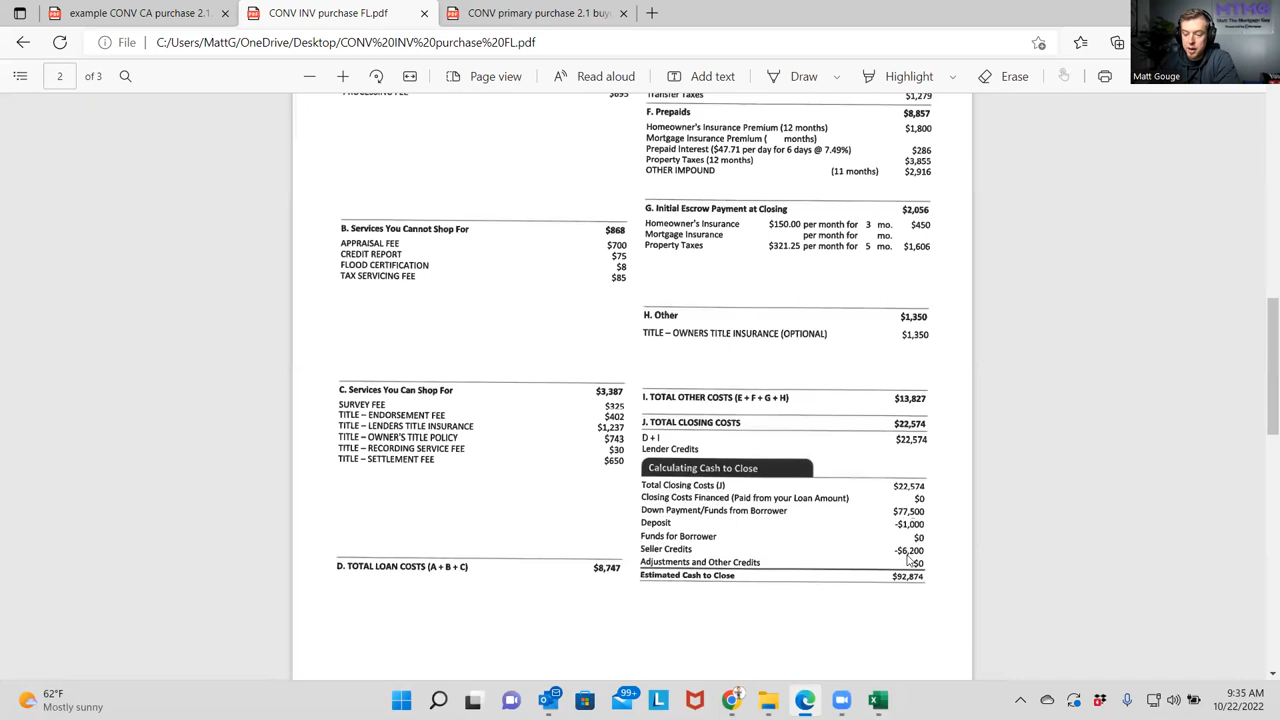 example CONV CA purchase 2.1
CONV INV purchase FL.pdf
CONV purchase 2.1 buy
Matt The Mortgage Guy
Matt Gouge
File
C:/Users/MattG/OneDrive/Desktop/CONV%20INV%20purchase%20FL.pdf
2 of 3
Page view
Read aloud
Add text
Draw
Highlight
Erase
PROCESSING FEE $695
Transfer Taxes $1,279
F. Prepaids $8,857
Homeowner's Insurance Premium (12 months) $1,800
Mortgage Insurance Premium ( months)
Prepaid Interest ($47.71 per day for 6 days @ 7.49%) $286
Property Taxes (12 months) $3,855
OTHER IMPOUND (11 months) $2,916
G. Initial Escrow Payment at Closing $2,056
Homeowner's Insurance $150.00 per month for 3 mo. $450
Mortgage Insurance per month for mo.
Property Taxes $321.25 per month for 5 mo. $1,606
B. Services You Cannot Shop For $868
APPRAISAL FEE $700
CREDIT REPORT $75
FLOOD CERTIFICATION $8
TAX SERVICING FEE $85
H. Other $1,350
TITLE – OWNERS TITLE INSURANCE (OPTIONAL) $1,350
C. Services You Can Shop For $3,387
SURVEY FEE $325
TITLE – ENDORSEMENT FEE $402
TITLE – LENDERS TITLE INSURANCE $1,237
TITLE – OWNER'S TITLE POLICY $743
TITLE – RECORDING SERVICE FEE $30
TITLE – SETTLEMENT FEE $650
I. TOTAL OTHER COSTS (E + F + G + H) $13,827
J. TOTAL CLOSING COSTS $22,574
D + I $22,574
Lender Credits
Calculating Cash to Close
Total Closing Costs (J) $22,574
Closing Costs Financed (Paid from your Loan Amount) $0
Down Payment/Funds from Borrower $77,500
Deposit -$1,000
Funds for Borrower $0
Seller Credits -$6,200
Adjustments and Other Credits $0
Estimated Cash to Close $92,874
D. TOTAL LOAN COSTS (A + B + C) $8,747
62°F
Mostly sunny
99+
9:35 AM
10/22/2022